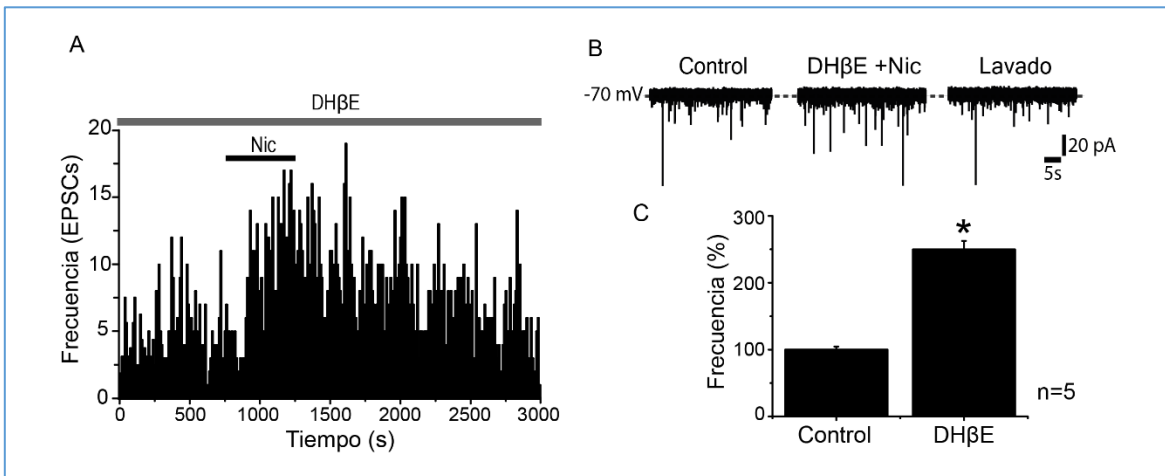 A
DHβE
Nic
Frecuencia (EPSCs)
20
15
10
5
0
0 500 1000 1500 2000 2500 3000
Tiempo (s)
B
Control DHβE +Nic Lavado
-70 mV
20 pA
5s
C
Frecuencia (%)
300
250
200
100
0
*
Control DHβE
n=5